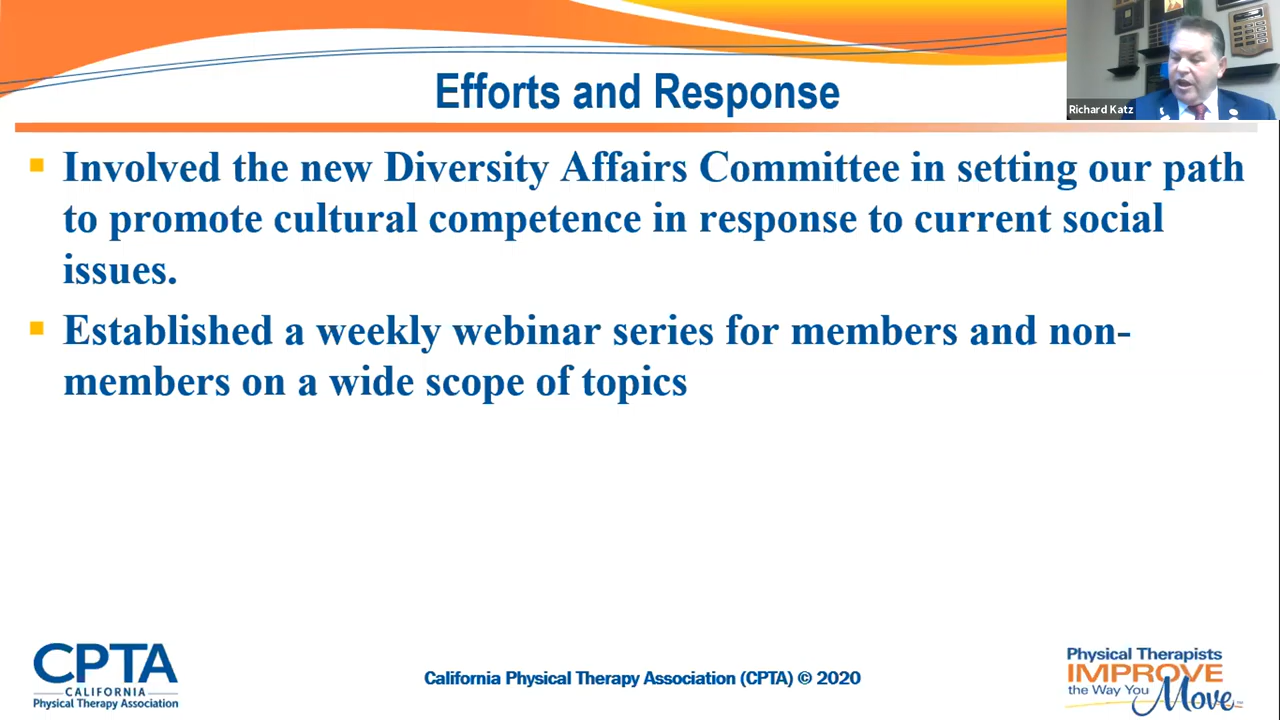 Efforts and Response
Richard Katz
Involved the new Diversity Affairs Committee in setting our path
to promote cultural competence in response to current social
issues.
Established a weekly webinar series for members and non-
members on a wide scope of topics
CPTA
CALIFORNIA
Physical Therapy Association
California Physical Therapy Association (CPTA) © 2020
Physical Therapists
IMPROVE
the Way You
Move